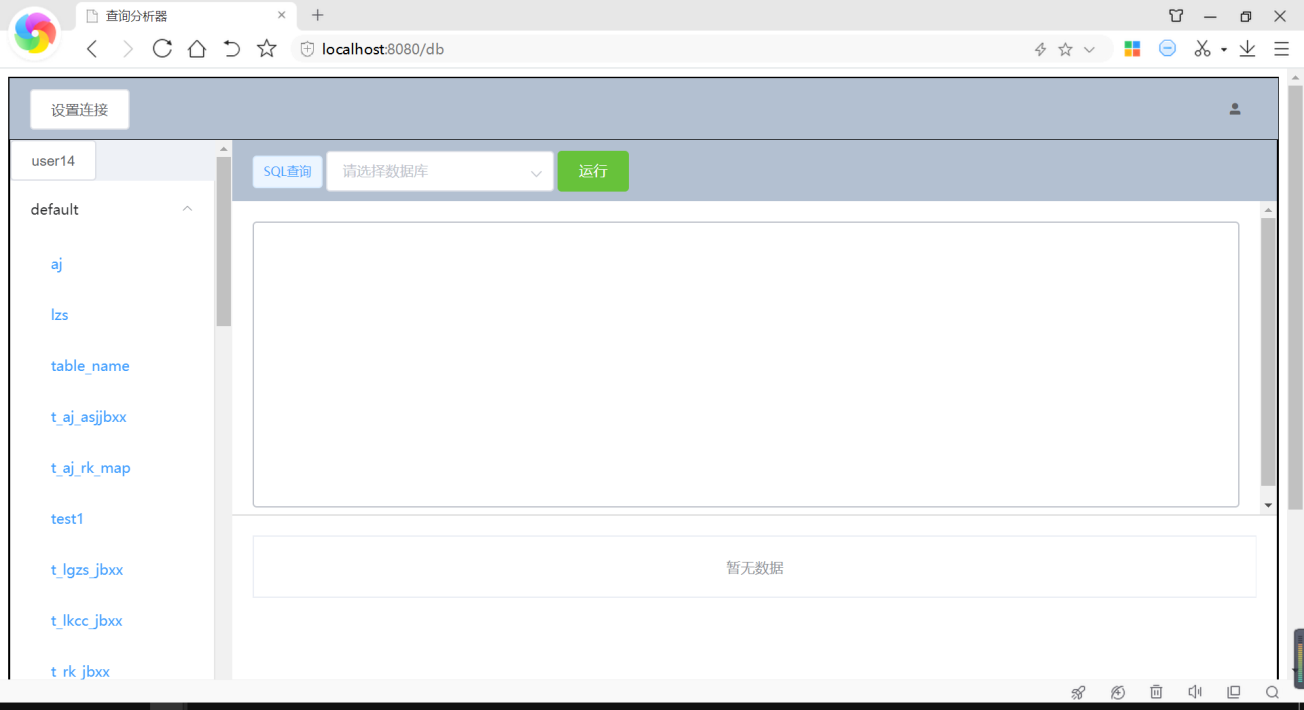 查询分析器
localhost:8080/db
设置连接
user14
SQL查询 请选择数据库 运行
default
aj
lzs
table_name
t_aj_asjjbxx
t_aj_rk_map
test1
t_lgzs_jbxx
t_lkcc_jbxx
t_rk_jbxx
暂无数据